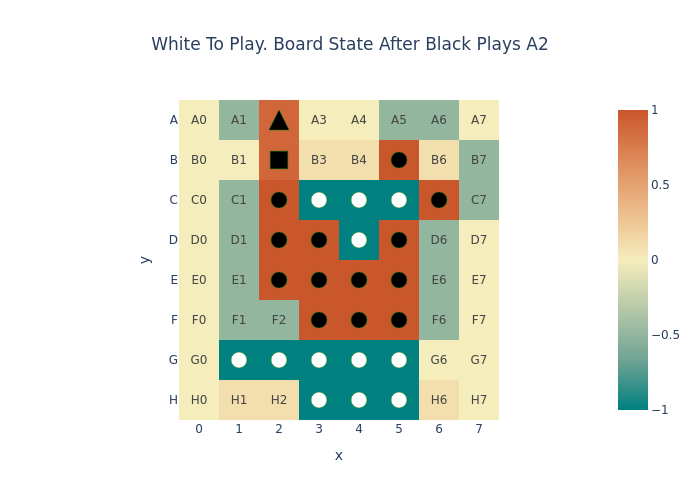 White To Play. Board State After Black Plays A2
A A0 A1 A3 A4 A5 A6 A7
B B0 B1 B3 B4 B6 B7
C C0 C1 C7
D D0 D1 D6 D7
E E0 E1 E6 E7
F F0 F1 F2 F6 F7
G G0 G6 G7
H H0 H1 H2 H6 H7
0 1 2 3 4 5 6 7
x
y
1
0.5
0
−0.5
−1